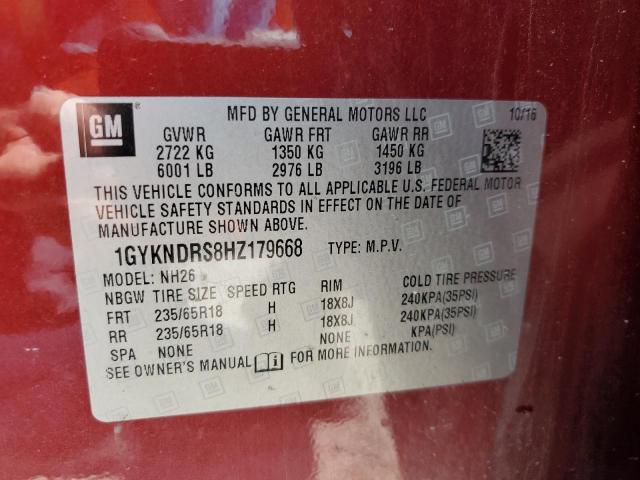 GM
MFD BY GENERAL MOTORS LLC 10/16
GVWR GAWR FRT GAWR RR
2722 KG 1350 KG 1450 KG
6001 LB 2976 LB 3196 LB
THIS VEHICLE CONFORMS TO ALL APPLICABLE U.S. FEDERAL MOTOR
VEHICLE SAFETY STANDARDS IN EFFECT ON THE DATE OF
MANUFACTURE SHOWN ABOVE.
1GYKNDRS8HZ179668 TYPE: M.P.V.
MODEL: NH26
NBGW TIRE SIZE SPEED RTG RIM COLD TIRE PRESSURE
FRT 235/65R18 H 18X8J 240KPA(35PSI)
RR 235/65R18 H 18X8J 240KPA(35PSI)
SPA NONE NONE KPA(PSI)
SEE OWNER'S MANUAL i FOR MORE INFORMATION.